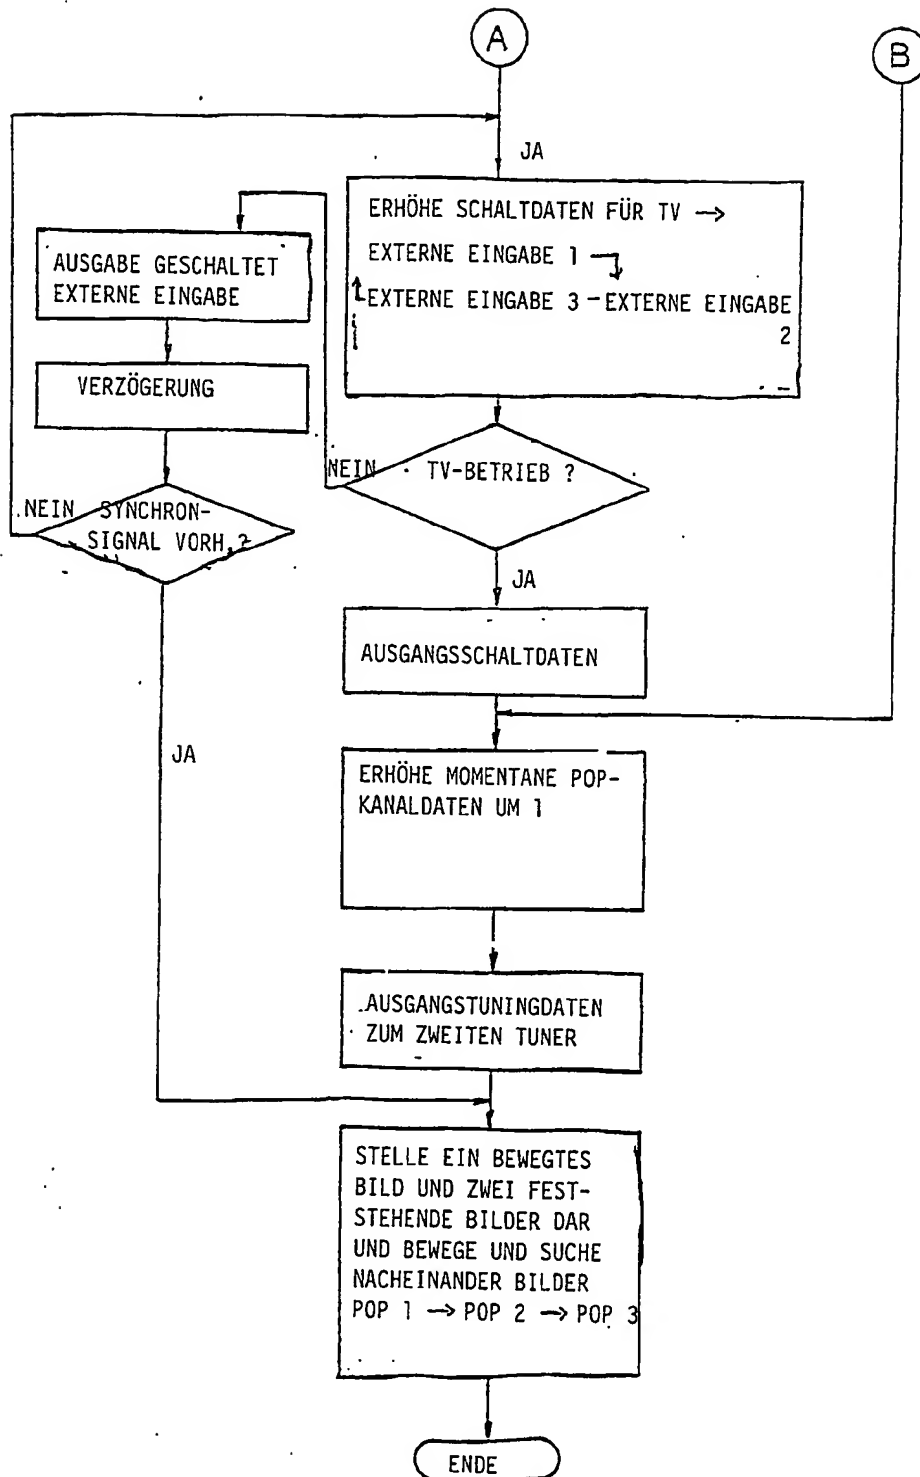 A
B
JA
ERHÖHE SCHALTDATEN FÜR TV →
EXTERNE EINGABE 1
EXTERNE EINGABE 3 - EXTERNE EINGABE
2
AUSGABE GESCHALTET
EXTERNE EINGABE
VERZÖGERUNG
NEIN
TV-BETRIEB ?
NEIN
SYNCHRON-
SIGNAL VORH. ?
JA
AUSGANGSSCHALTDATEN
JA
ERHÖHE MOMENTANE POP-
KANALDATEN UM 1
AUSGANGSTUNINGDATEN
ZUM ZWEITEN TUNER
STELLE EIN BEWEGTES
BILD UND ZWEI FEST-
STEHENDE BILDER DAR
UND BEWEGE UND SUCHE
NACHEINANDER BILDER
POP 1 → POP 2 → POP 3
ENDE